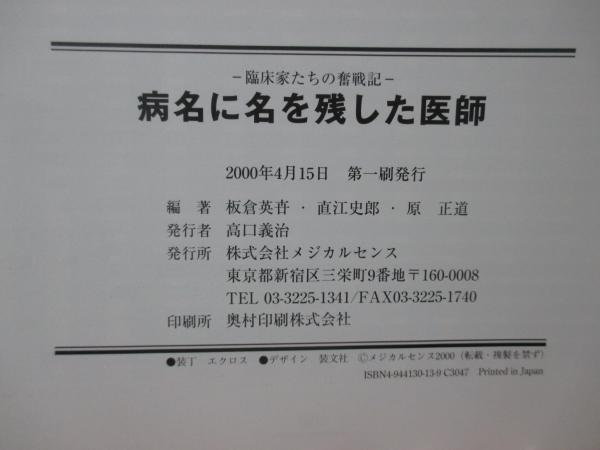 －臨床家たちの奮戦記－
病名に名を残した医師
2000年4月15日　第一刷発行
編　著　板倉英吉・直江史郎・原　正道
発行者　高口義治
発行所　株式会社メジカルセンス
東京都新宿区三栄町9番地〒160-0008
TEL 03-3225-1341/FAX03-3225-1740
印刷所　奥村印刷株式会社
●装丁　エクロス　●デザイン　装文社　©メジカルセンス2000（転載・複製を禁ず）
ISBN4-944130-13-9 C3047　Printed in Japan